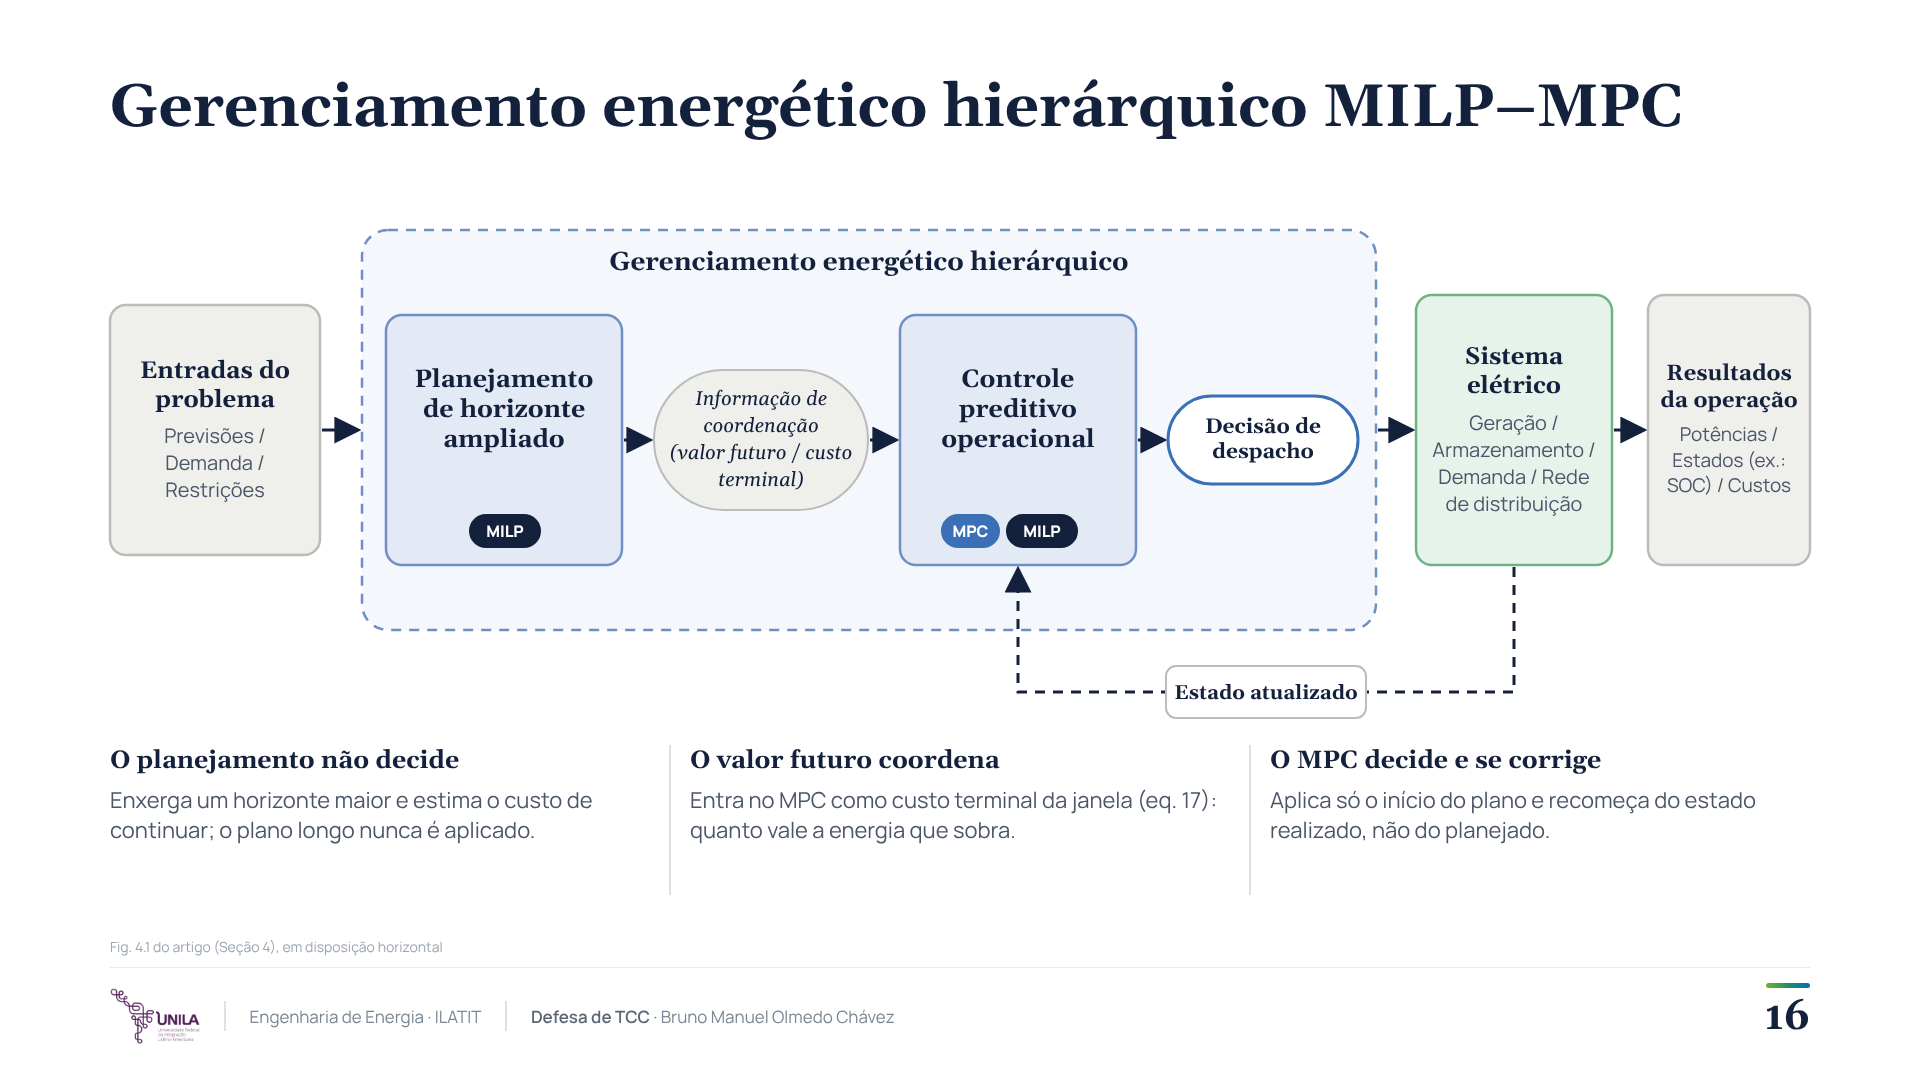 Gerenciamento energético hierárquico MILP–MPC
Gerenciamento energético hierárquico
Entradas do
problema
Previsões /
Demanda /
Restrições
Planejamento
de horizonte
ampliado
MILP
Informação de
coordenação
(valor futuro / custo
terminal)
Controle
preditivo
operacional
MPC MILP
Decisão de
despacho
Sistema
elétrico
Geração /
Armazenamento /
Demanda / Rede
de distribuição
Resultados
da operação
Potências /
Estados (ex.:
SOC) / Custos
Estado atualizado
O planejamento não decide
Enxerga um horizonte maior e estima o custo de
continuar; o plano longo nunca é aplicado.
O valor futuro coordena
Entra no MPC como custo terminal da janela (eq. 17):
quanto vale a energia que sobra.
O MPC decide e se corrige
Aplica só o início do plano e recomeça do estado
realizado, não do planejado.
Fig. 4.1 do artigo (Seção 4), em disposição horizontal
UNILA
Universidade Federal
da Integração
Latino-Americana
Engenharia de Energia · ILATIT
Defesa de TCC · Bruno Manuel Olmedo Chávez
16